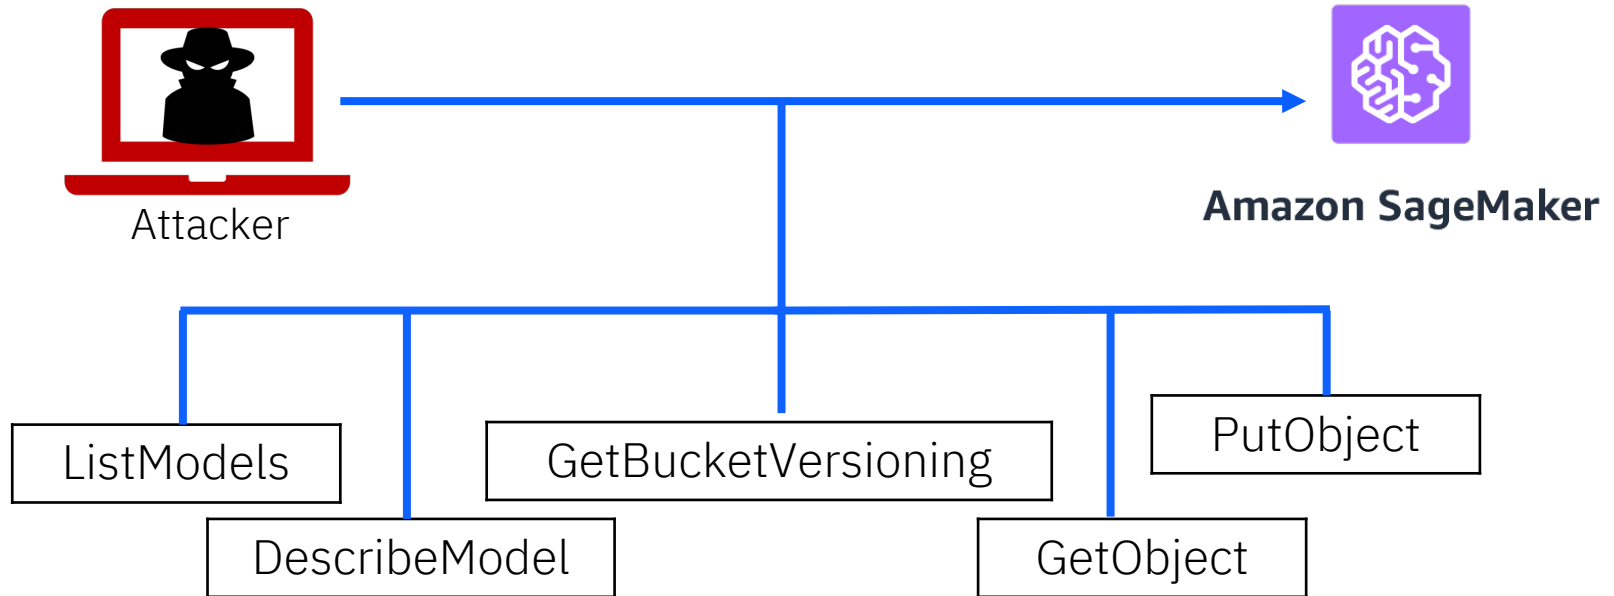 Attacker
Amazon SageMaker
ListModels
DescribeModel
GetBucketVersioning
GetObject
PutObject